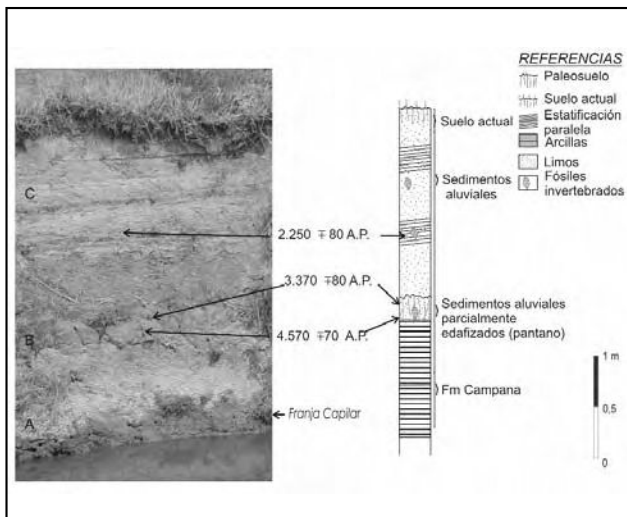 REFERENCIAS
Paleosuelo
Suelo actual
Estatificación
paralela
Arcillas
Limos
Fósiles
invertebrados
Suelo actual
C
Sedimentos
aluviales
2.250 ∓ 80 A.P.
3.370 ∓80 A.P.
Sedimentos aluviales
parcialmente
edafizados (pantano)
4.570 ∓70 A.P.
B
Fm Campana
1 m
0,5
0
A
Franja Capilar